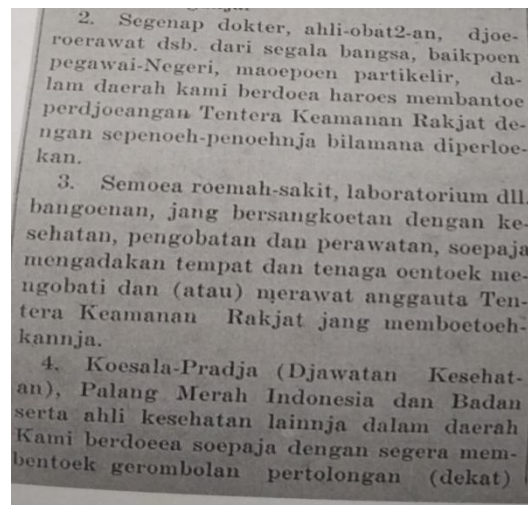 2. Segenap dokter, ahli-obat2-an, djoe-
roerawat dsb. dari segala bangsa, baikpoen
pegawai-Negeri, maoepoen partikelir, da-
lam daerah kami berdoea haroes membantoe
perdjoeangan Tentera Keamanan Rakjat de-
ngan sepenoeh-penoehnja bilamana diperloe-
kan.
3. Semoea roemah-sakit, laboratorium dll.
bangoenan, jang bersangkoetan dengan ke-
sehatan, pengobatan dan perawatan, soepaja
mengadakan tempat dan tenaga oentoek me-
ngobati dan (atau) merawat anggauta Ten-
tera Keamanan Rakjat jang memboetoeh-
kannja.
4. Koesala-Pradja (Djawatan Kesehat-
an), Palang Merah Indonesia dan Badan
serta ahli kesehatan lainnja dalam daerah
Kami berdoeea soepaja dengan segera mem-
bentoek gerombolan pertolongan (dekat)